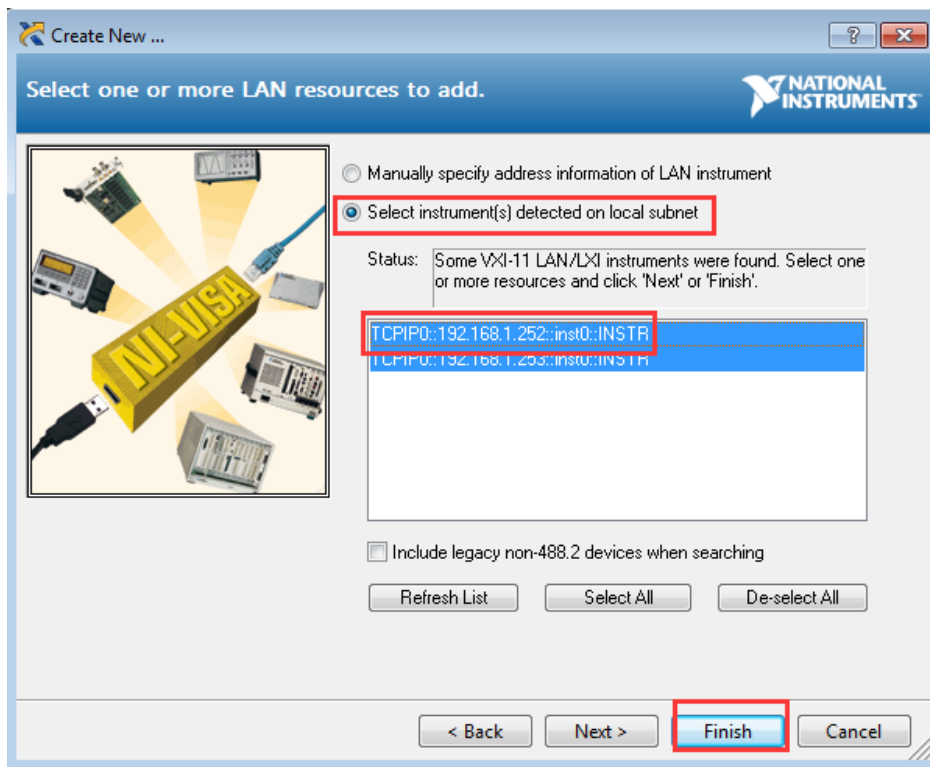 Create New ...
Select one or more LAN resources to add.
NATIONAL
INSTRUMENTS
Manually specify address information of LAN instrument
Select instrument(s) detected on local subnet
Status:
Some VXI-11 LAN/LXI instruments were found. Select one
or more resources and click 'Next' or 'Finish'.
TCPIP0::192.168.1.252::inst0::INSTR
TCPIP0::192.168.1.253::inst0::INSTR
NI-VISA
Include legacy non-488.2 devices when searching
Refresh List
Select All
De-select All
< Back
Next >
Finish
Cancel